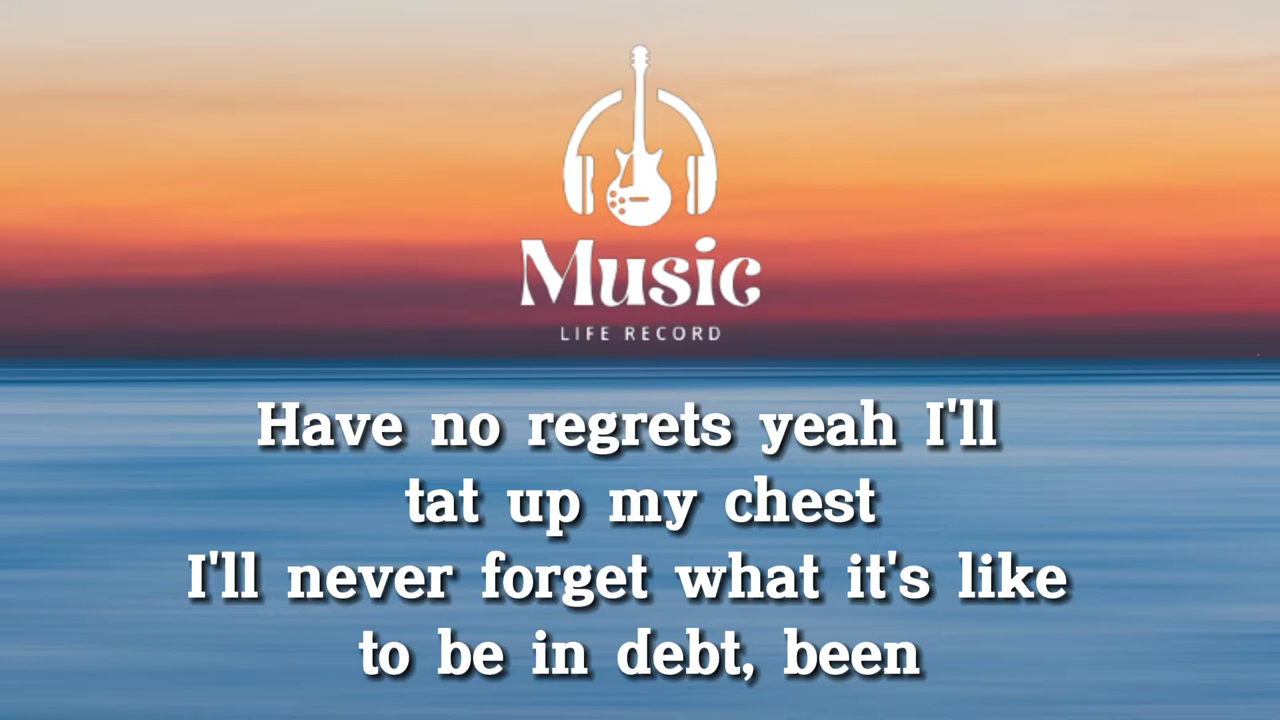 Music
LIFE RECORD
Have no regrets yeah I'll
tat up my chest
I'll never forget what it's like
to be in debt, been